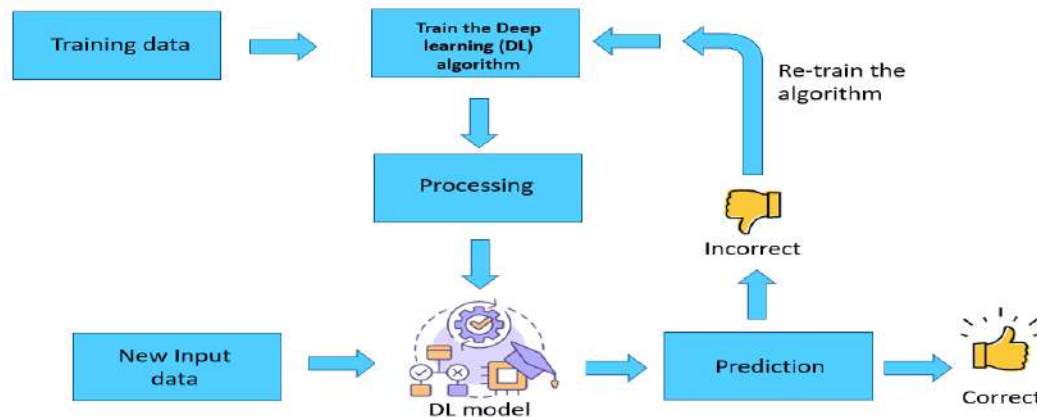 Training data
Train the Deep
learning (DL)
algorithm
Re-train the
algorithm
Processing
Incorrect
New Input
data
DL model
Prediction
Correct